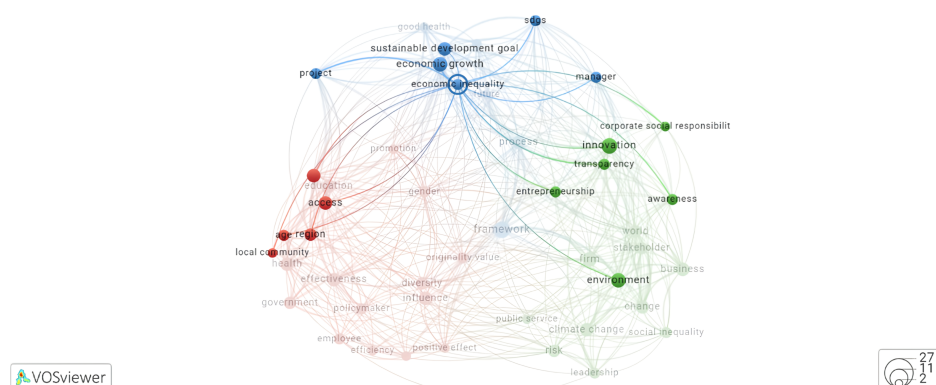 sdgs
good health
sustainable development goal
economic growth
project
manager
economic inequality
future
corporate social responsibilit
process
innovation
promotion
transparency
education
gender
entrepreneurship
access
awareness
framework
world
age
region
stakeholder
local community
originality value
firm
health
business
effectiveness
diversity
environment
influence
government
policymaker
change
public service
climate change
social inequality
employee
efficiency
positive effect
risk
leadership
VOSviewer
27
11
2